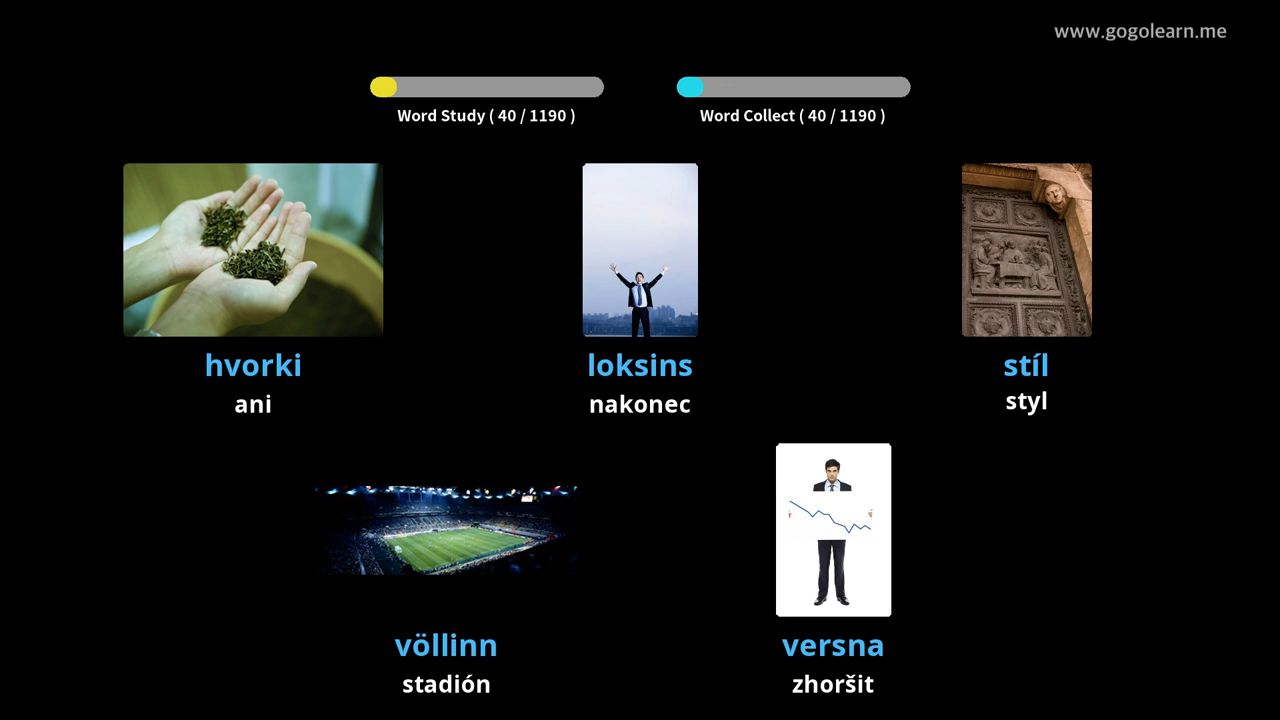 www.gogolearn.me
Word Study ( 40 / 1190 )
Word Collect ( 40 / 1190 )
hvorki
ani
loksins
nakonec
stíl
styl
völlinn
stadión
versna
zhoršit